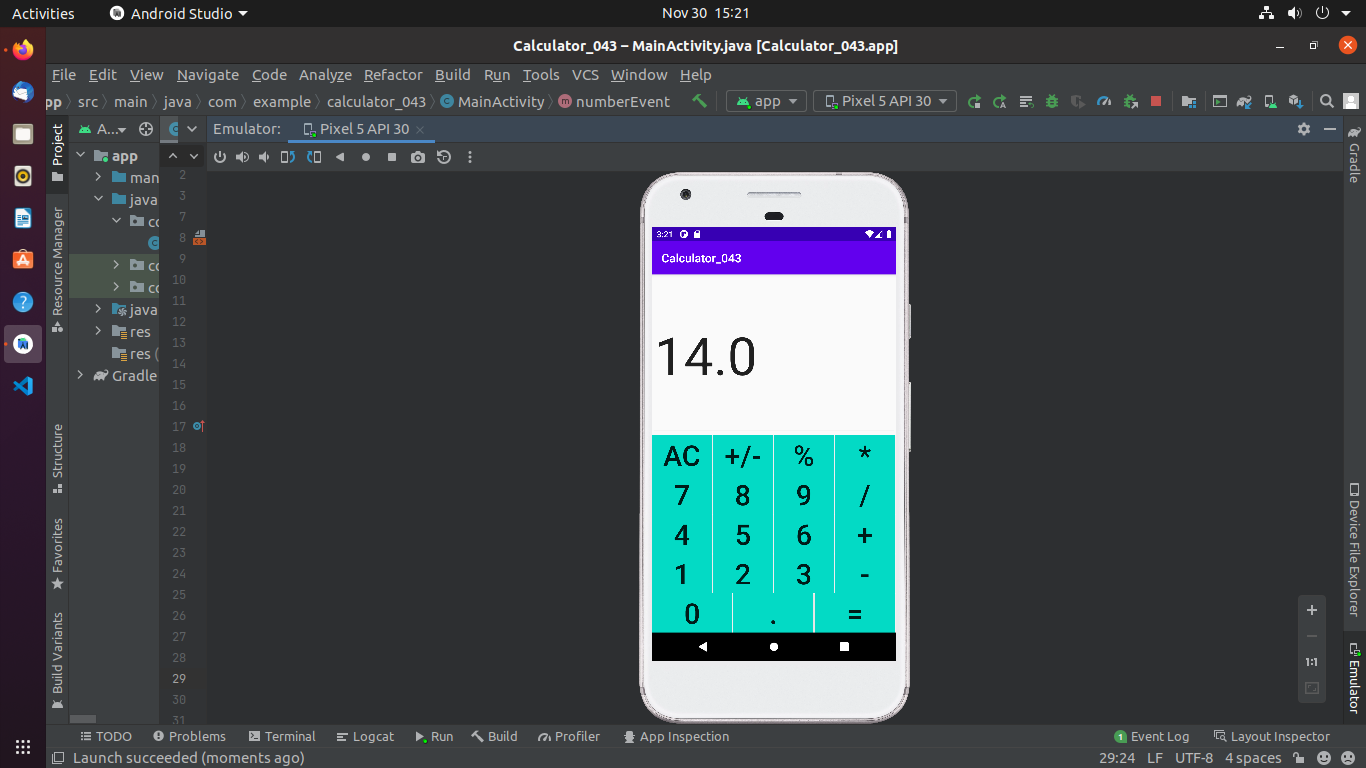 Activities Android Studio Nov 30 15:21
Calculator_043 – MainActivity.java [Calculator_043.app]
File Edit View Navigate Code Analyze Refactor Build Run Tools VCS Window Help
pp src main java com example calculator_043 MainActivity numberEvent app Pixel 5 API 30
A... Emulator: Pixel 5 API 30
Project
Resource Manager
Structure
Favorites
Build Variants
app
man
java
co
co
co
java
res
res (
Gradle
2
3
7
8
9
10
11
12
13
14
15
16
17
18
19
20
21
22
23
24
25
26
27
28
29
30
31
3:21
Calculator_043
14.0
AC +/- % *
7 8 9 /
4 5 6 +
1 2 3 -
0 . =
Gradle
Device File Explorer
Emulator
1:1
TODO Problems Terminal Logcat Run Build Profiler App Inspection 1 Event Log Layout Inspector
Launch succeeded (moments ago) 29:24 LF UTF-8 4 spaces